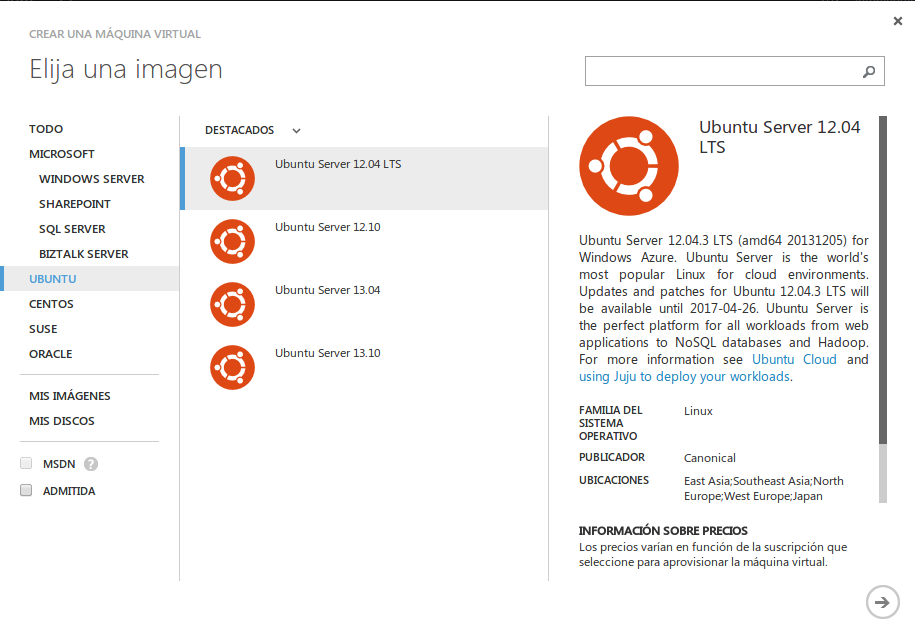 CREAR UNA MÁQUINA VIRTUAL
Elija una imagen
TODO
MICROSOFT
WINDOWS SERVER
SHAREPOINT
SQL SERVER
BIZTALK SERVER
UBUNTU
CENTOS
SUSE
ORACLE
MIS IMÁGENES
MIS DISCOS
MSDN ?
ADMITIDA
DESTACADOS
Ubuntu Server 12.04 LTS
Ubuntu Server 12.10
Ubuntu Server 13.04
Ubuntu Server 13.10
Ubuntu Server 12.04
LTS
Ubuntu Server 12.04.3 LTS (amd64 20131205) for
Windows Azure. Ubuntu Server is the world's
most popular Linux for cloud environments.
Updates and patches for Ubuntu 12.04.3 LTS will
be available until 2017-04-26. Ubuntu Server is
the perfect platform for all workloads from web
applications to NoSQL databases and Hadoop.
For more information see Ubuntu Cloud and
using Juju to deploy your workloads.
FAMILIA DEL
SISTEMA
OPERATIVO
Linux
PUBLICADOR
Canonical
UBICACIONES
East Asia;Southeast Asia;North
Europe;West Europe;Japan
INFORMACIÓN SOBRE PRECIOS
Los precios varían en función de la suscripción que
seleccione para aprovisionar la máquina virtual.